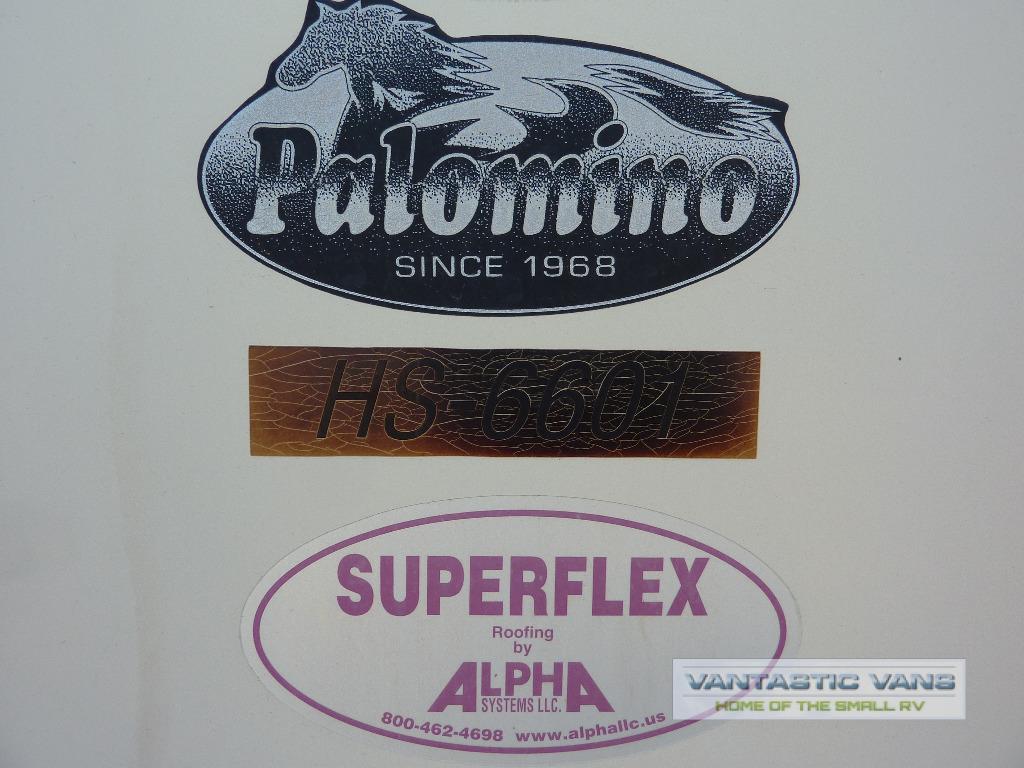 Palomino
SINCE 1968
HS-6601
SUPERFLEX
Roofing
by
ALPHA
SYSTEMS LLC.
800-462-4698 www.alphallc.us
VANTASTIC VANS
HOME OF THE SMALL RV